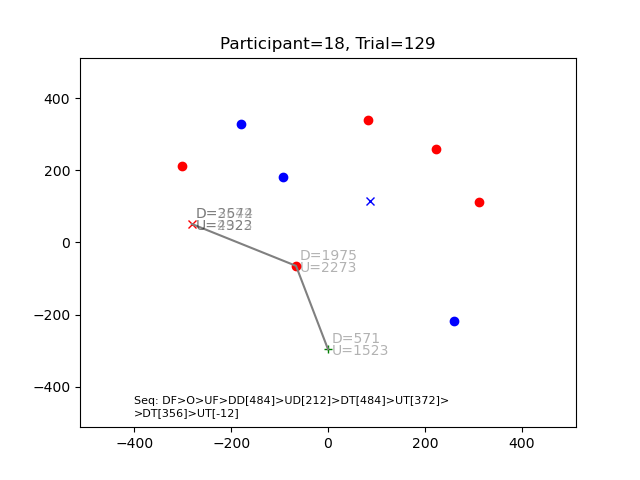 Participant=18, Trial=129
400
200
0
−200
−400
D=1975
U=2273
D=571
U=1523
Seq: DF>O>UF>DD[484]>UD[212]>DT[484]>UT[372]>
>DT[356]>UT[-12]
−400
−200
0
200
400